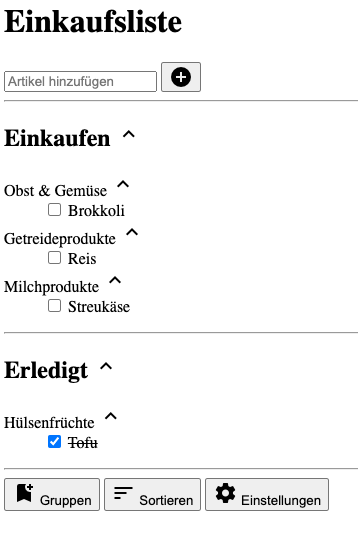 Einkaufsliste
Artikel hinzufügen
Einkaufen
Obst & Gemüse
Brokkoli
Getreideprodukte
Reis
Milchprodukte
Streukäse
Erledigt
Hülsenfrüchte
Tofu
Gruppen Sortieren Einstellungen